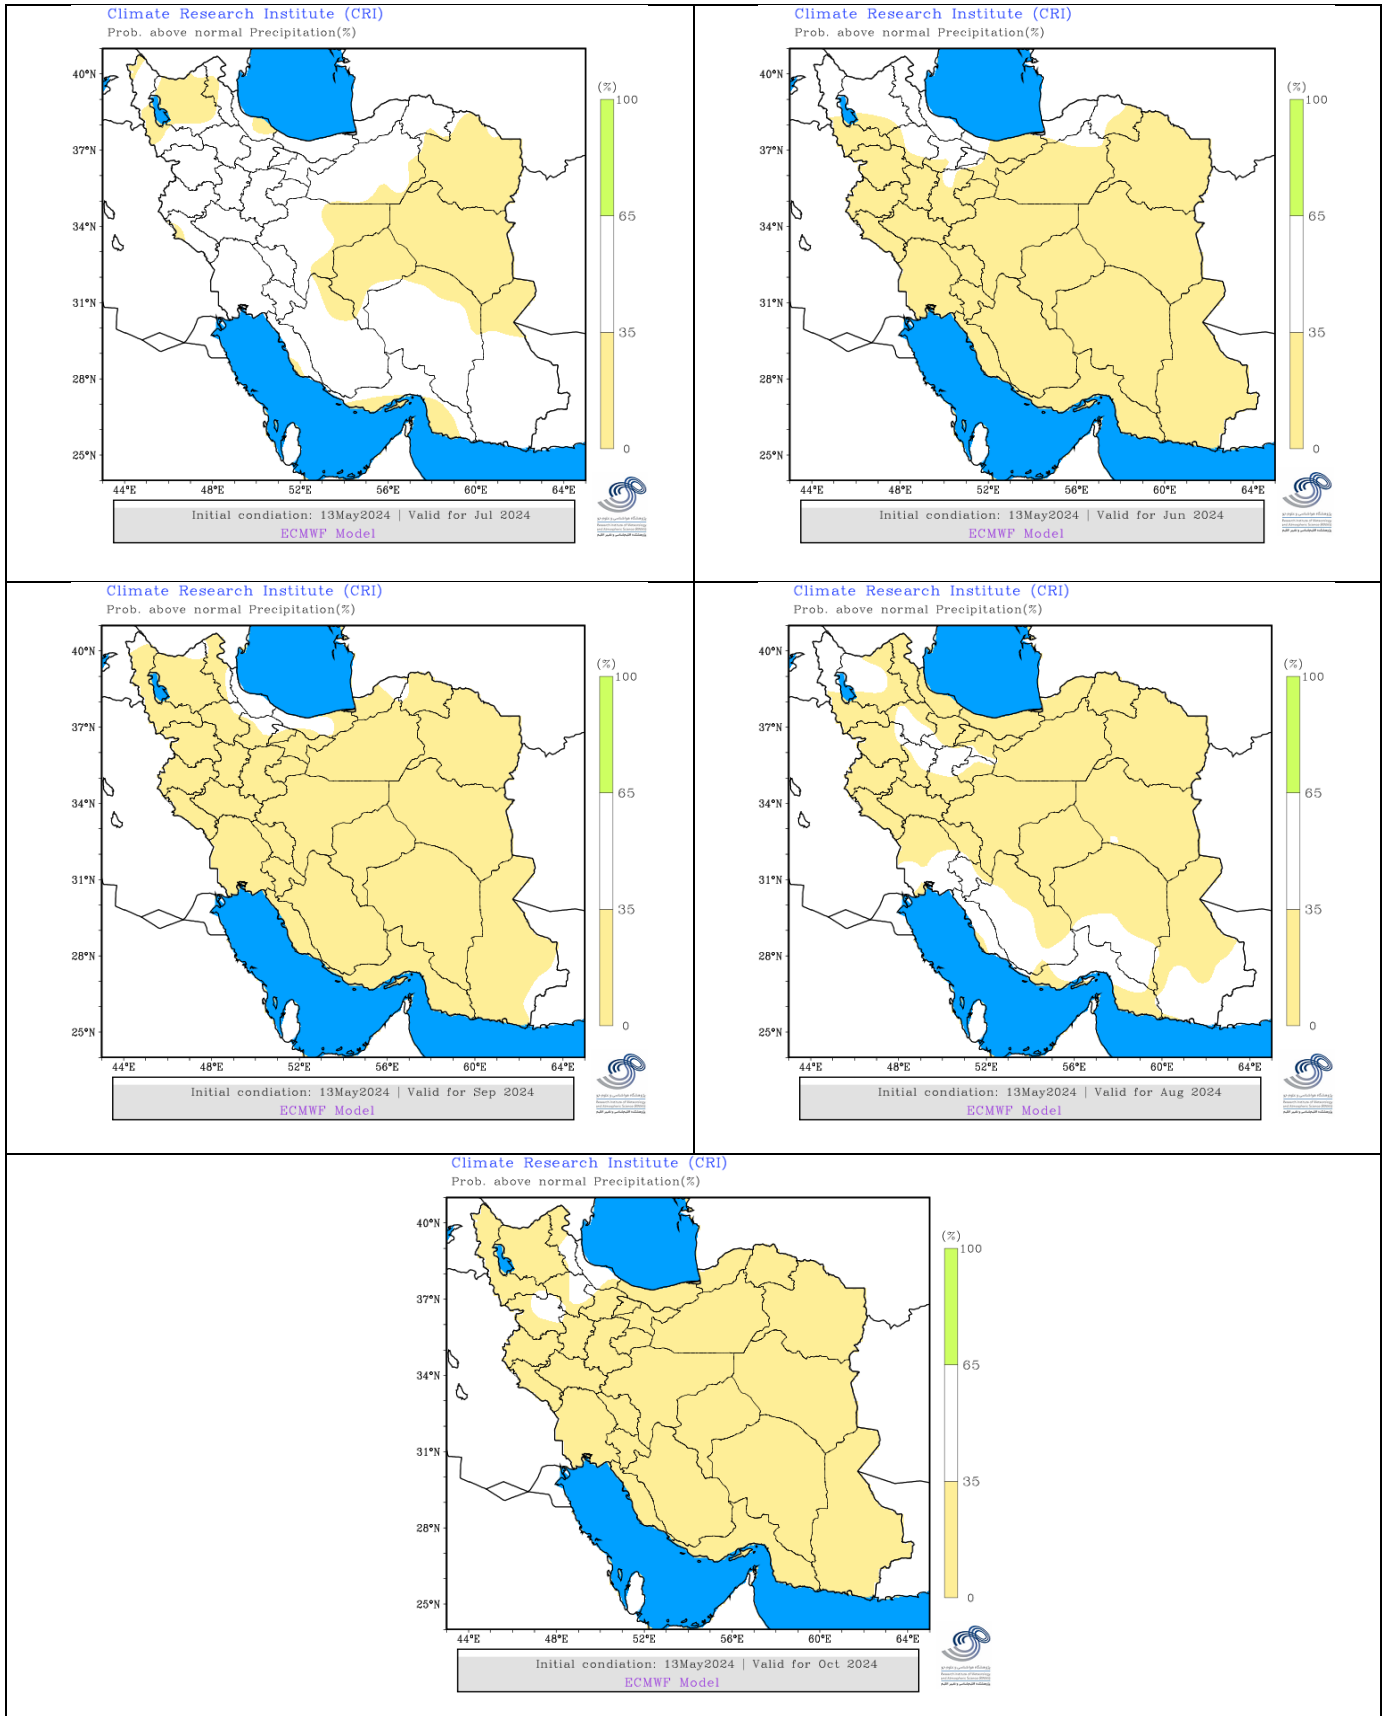 Climate Research Institute (CRI)
Prob. above normal Precipitation(%)
(%)
100
65
35
0
40°N
37°N
34°N
31°N
28°N
25°N
44°E 48°E 52°E 56°E 60°E 64°E
Initial condiation: 13May2024 | Valid for Jul 2024
ECMWF Model
Climate Research Institute (CRI)
Prob. above normal Precipitation(%)
(%)
100
65
35
0
40°N
37°N
34°N
31°N
28°N
25°N
44°E 48°E 52°E 56°E 60°E 64°E
Initial condiation: 13May2024 | Valid for Jun 2024
ECMWF Model
Climate Research Institute (CRI)
Prob. above normal Precipitation(%)
(%)
100
65
35
0
40°N
37°N
34°N
31°N
28°N
25°N
44°E 48°E 52°E 56°E 60°E 64°E
Initial condiation: 13May2024 | Valid for Sep 2024
ECMWF Model
Climate Research Institute (CRI)
Prob. above normal Precipitation(%)
(%)
100
65
35
0
40°N
37°N
34°N
31°N
28°N
25°N
44°E 48°E 52°E 56°E 60°E 64°E
Initial condiation: 13May2024 | Valid for Aug 2024
ECMWF Model
Climate Research Institute (CRI)
Prob. above normal Precipitation(%)
(%)
100
65
35
0
40°N
37°N
34°N
31°N
28°N
25°N
44°E 48°E 52°E 56°E 60°E 64°E
Initial condiation: 13May2024 | Valid for Oct 2024
ECMWF Model